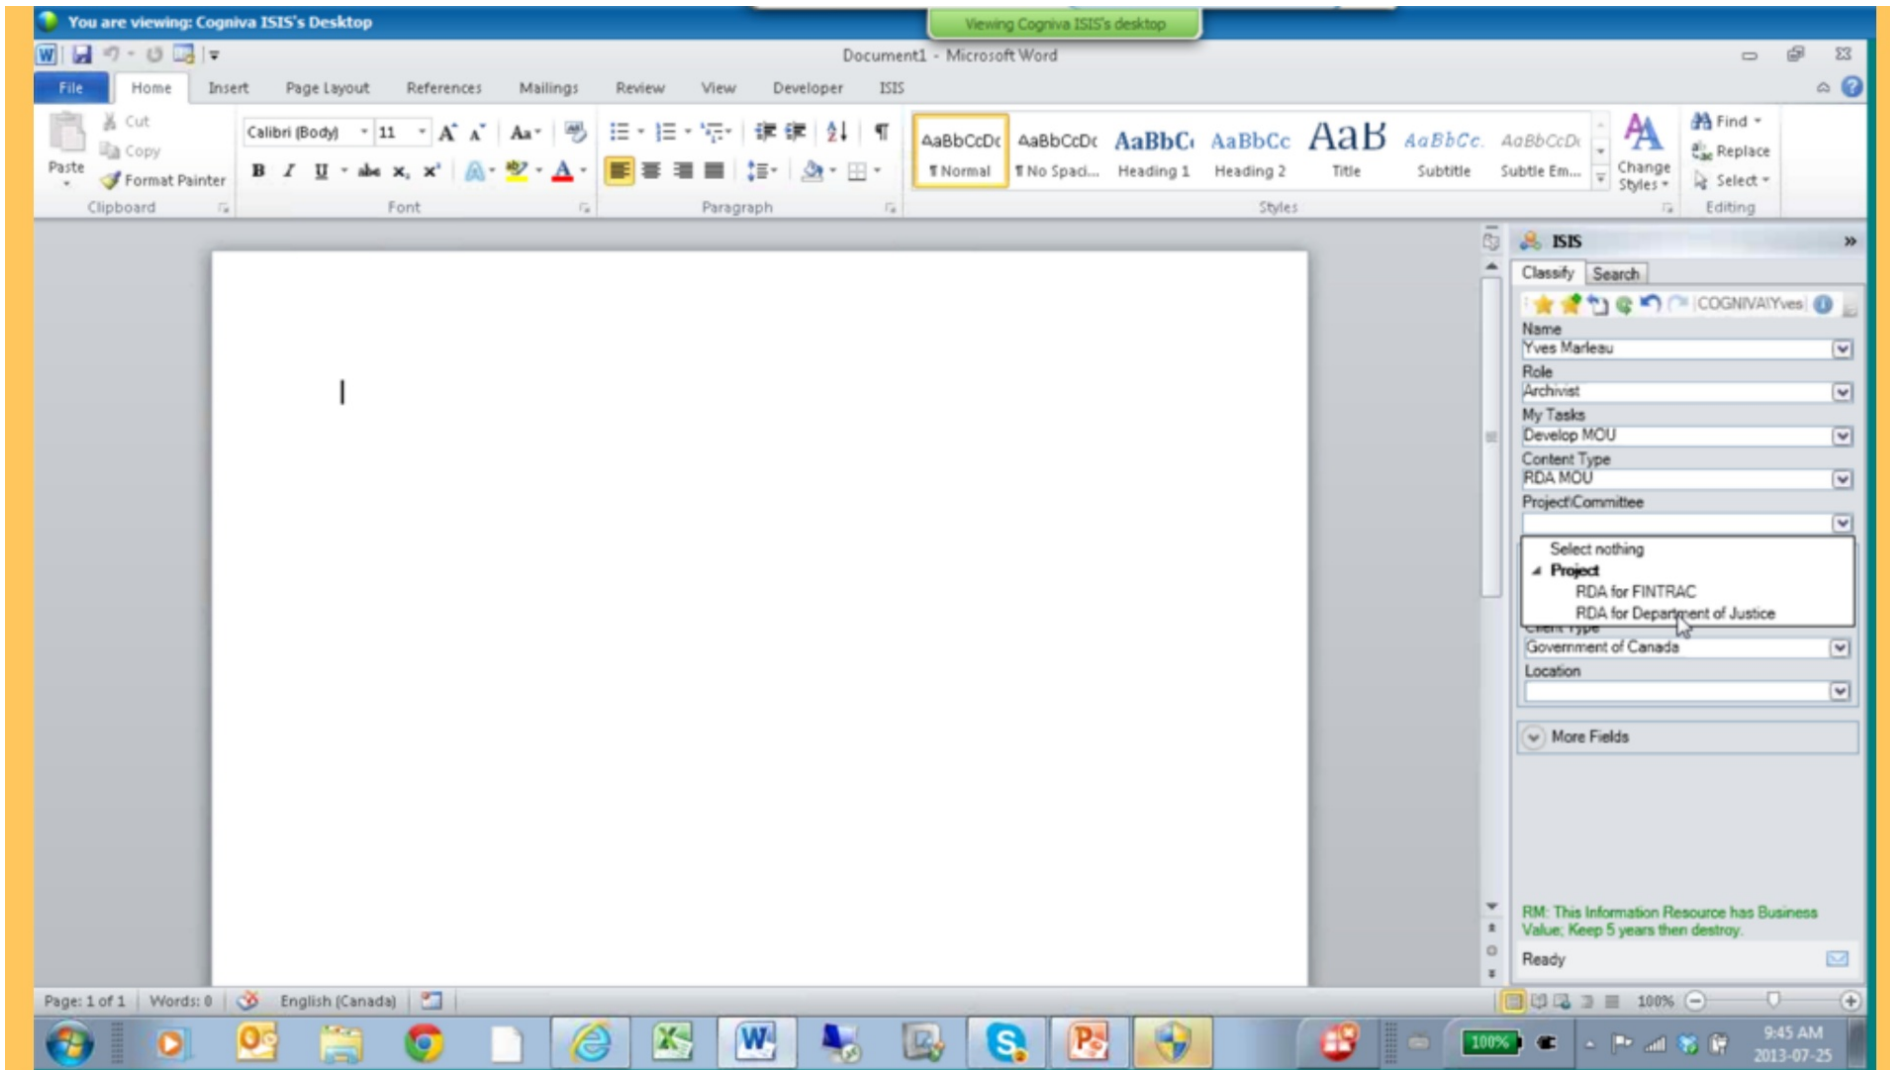 You are viewing: Cogniva ISIS's Desktop
Viewing Cogniva ISIS's desktop
Document1 - Microsoft Word
File Home Insert Page Layout References Mailings Review View Developer ISIS
Cut
Copy
Paste
Format Painter
Clipboard
Calibri (Body) 11
Font
Paragraph
AaBbCcDc AaBbCcDc AaBbC AaBbCc AaB AaBbCc. AaBbCcDc
¶ Normal ¶ No Spaci... Heading 1 Heading 2 Title Subtitle Subtle Em...
Styles
Change
Styles
Find
Replace
Select
Editing
ISIS
Classify Search
COGNIVA\Yves
Name
Yves Marleau
Role
Archivist
My Tasks
Develop MOU
Content Type
RDA MOU
Project\Committee
Select nothing
Project
RDA for FINTRAC
RDA for Department of Justice
Client Type
Government of Canada
Location
More Fields
RM: This Information Resource has Business
Value; Keep 5 years then destroy.
Ready
Page: 1 of 1 Words: 0 English (Canada) 100%
100% 9:45 AM
2013-07-25